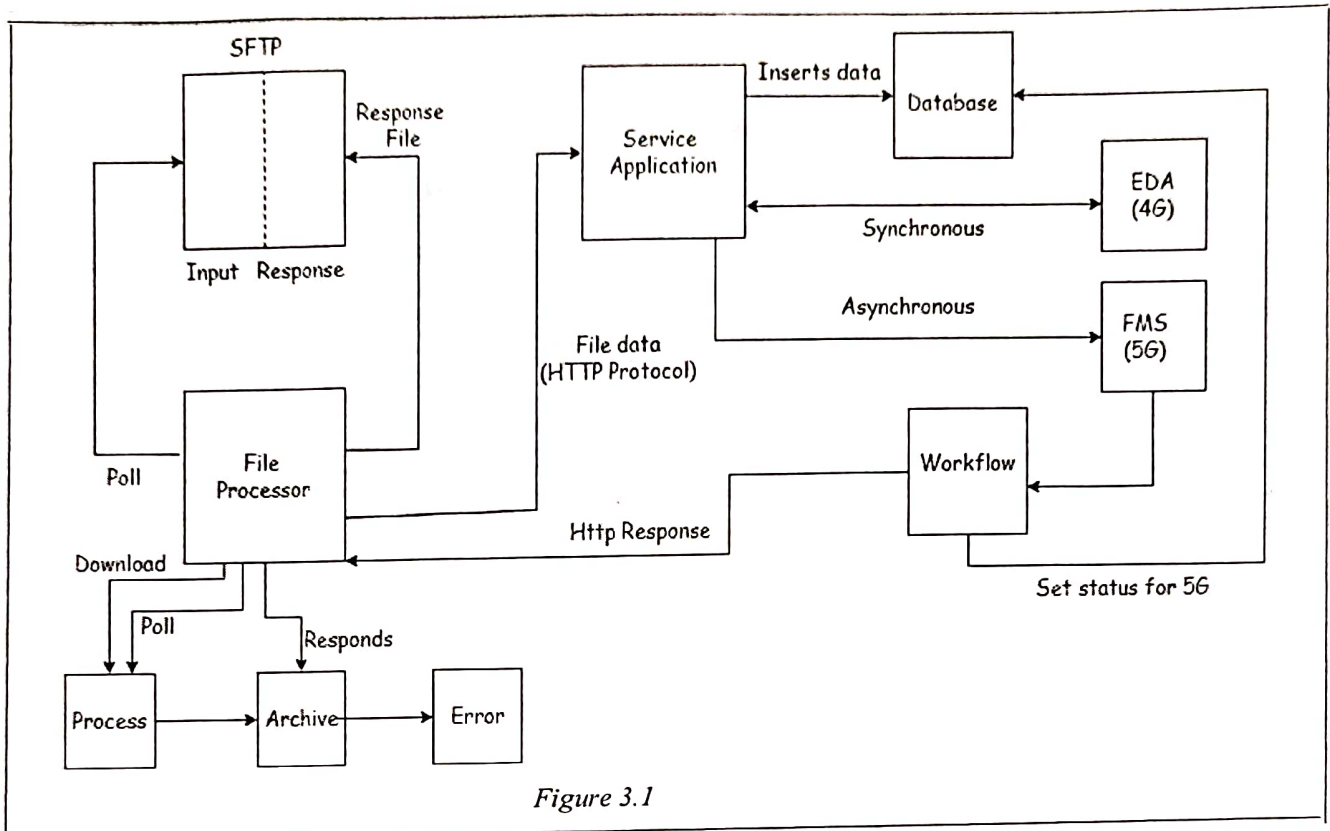 SFTP
Response
File
Input Response
Inserts data
Database
Service
Application
EDA
(4G)
Synchronous
Asynchronous
FMS
(5G)
File data
(HTTP Protocol)
Poll
File
Processor
Workflow
Http Response
Set status for 5G
Download
Poll
Responds
Process
Archive
Error
Figure 3.1